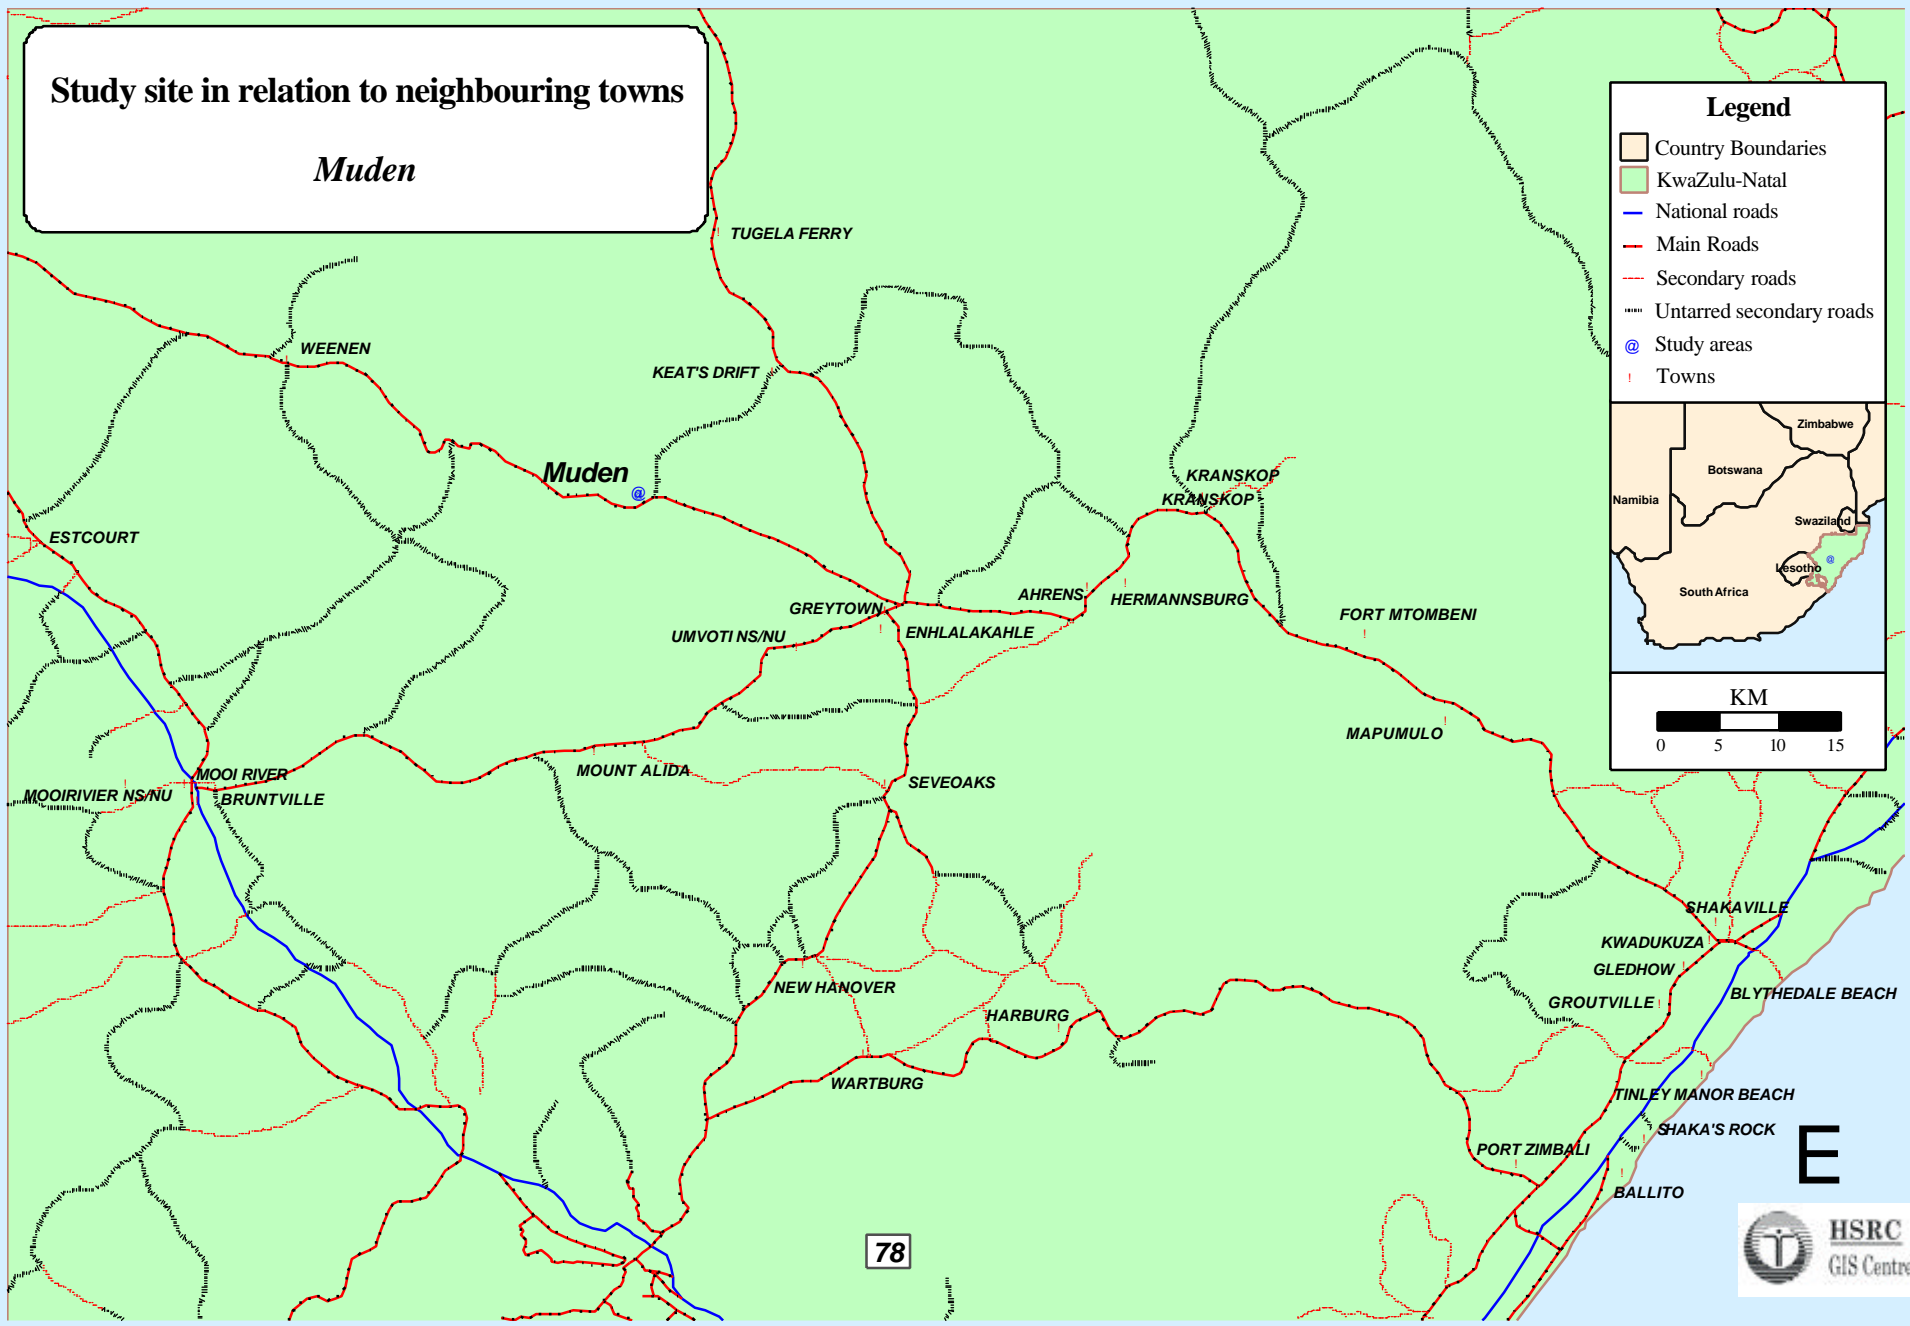 Study site in relation to neighbouring towns
Muden
Legend
Country Boundaries
KwaZulu-Natal
National roads
Main Roads
Secondary roads
Untarred secondary roads
@ Study areas
! Towns
Zimbabwe
Botswana
Namibia
Swaziland
@
Lesotho
South Africa
KM
0 5 10 15
TUGELA FERRY
WEENEN
KEAT'S DRIFT
Muden
@
KRANSKOP
KRANSKOP
ESTCOURT
AHRENS
HERMANNSBURG
GREYTOWN
FORT MTOMBENI
UMVOTI NS/NU
ENHLALAKAHLE
MAPUMULO
MOUNT ALIDA
MOOI RIVER
SEVEOAKS
MOOIRIVIER NS/NU
BRUNTVILLE
SHAKAVILLE
KWADUKUZA
GLEDHOW
NEW HANOVER
BLYTHEDALE BEACH
GROUTVILLE
HARBURG
WARTBURG
TINLEY MANOR BEACH
SHAKA'S ROCK
PORT ZIMBALI
BALLITO
E
78
HSRC
GIS Centre